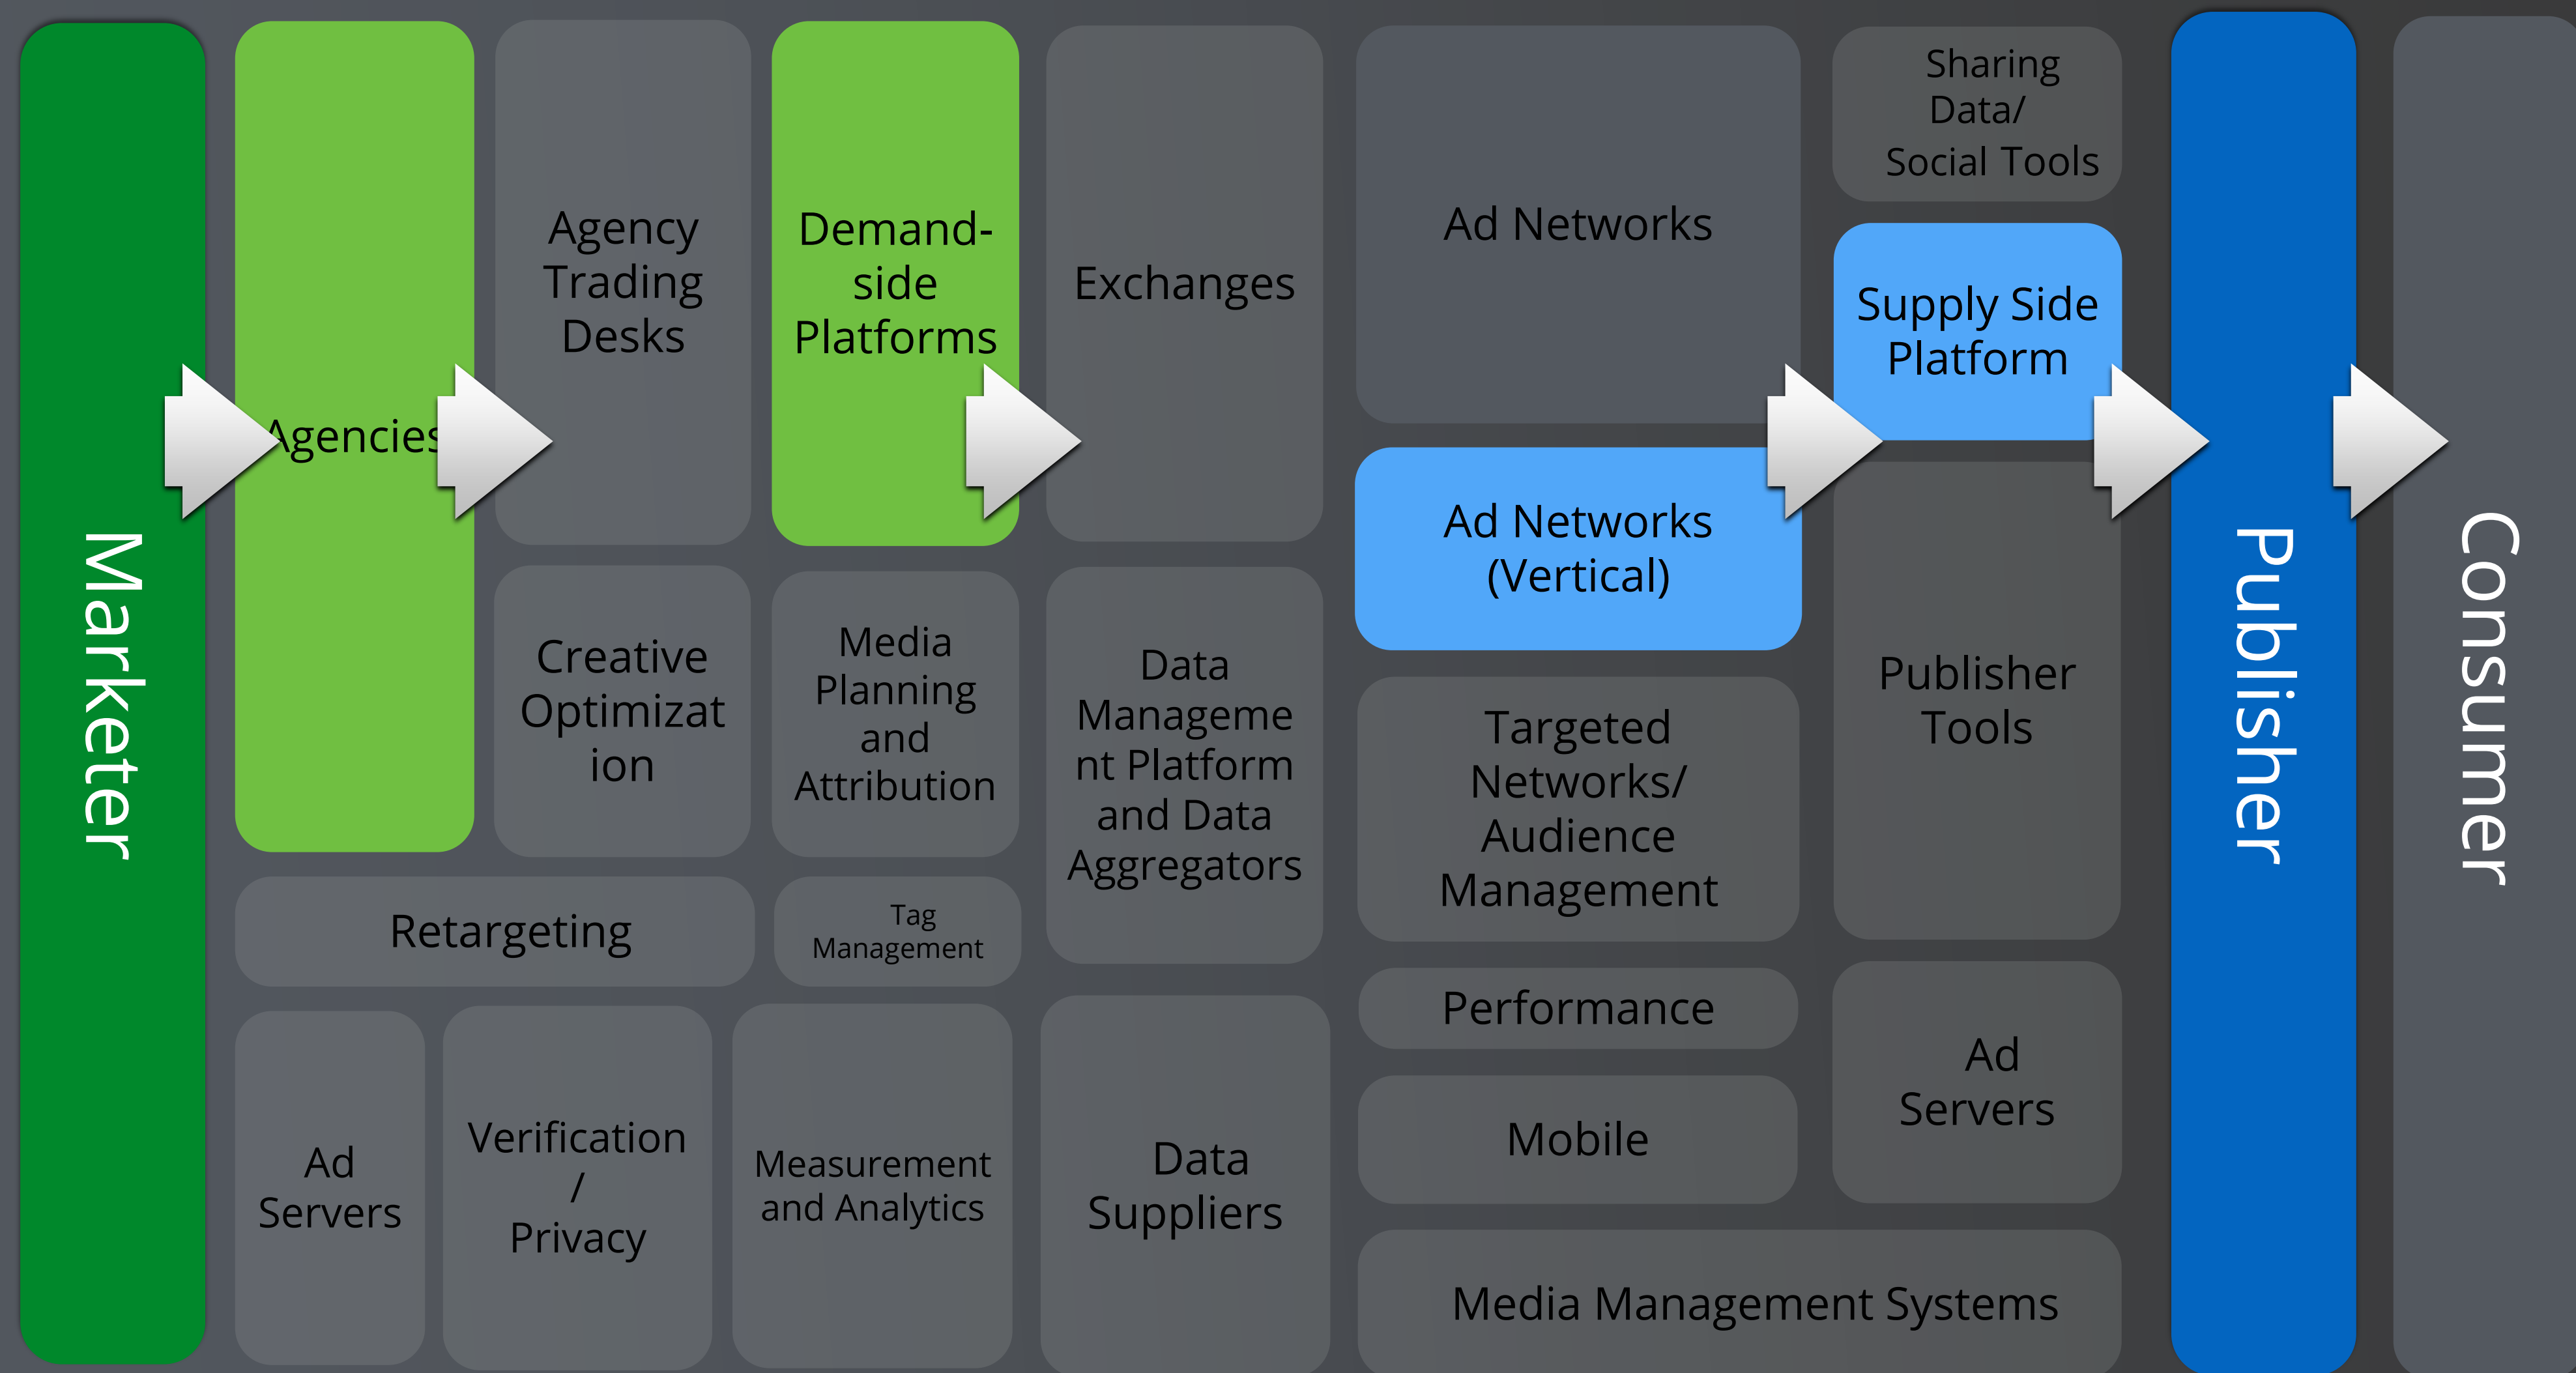 Marketer
Agencies
Agency
Trading
Desks
Demand-
side
Platforms
Exchanges
Ad Networks
Sharing
Data/
Social Tools
Supply Side
Platform
Ad Networks
(Vertical)
Creative
Optimizat
ion
Media
Planning
and
Attribution
Data
Manageme
nt Platform
and Data
Aggregators
Targeted
Networks/
Audience
Management
Publisher
Tools
Retargeting
Tag
Management
Performance
Ad
Servers
Verification
/
Privacy
Measurement
and Analytics
Data
Suppliers
Mobile
Ad
Servers
Media Management Systems
Publisher
Consumer